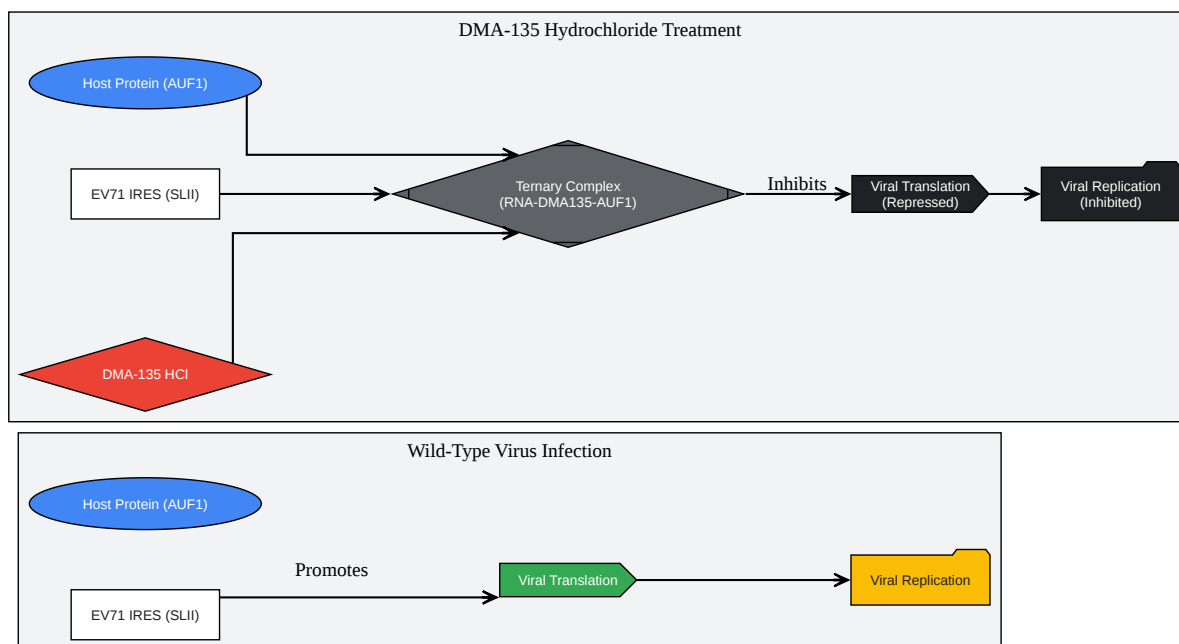 DMA-135 Hydrochloride Treatment
Host Protein (AUF1)
EV71 IRES (SLII)
Ternary Complex
(RNA-DMA135-AUF1)
Inhibits
Viral Translation
(Repressed)
Viral Replication
(Inhibited)
DMA-135 HCl
Wild-Type Virus Infection
Host Protein (AUF1)
Promotes
Viral Translation
Viral Replication
EV71 IRES (SLII)